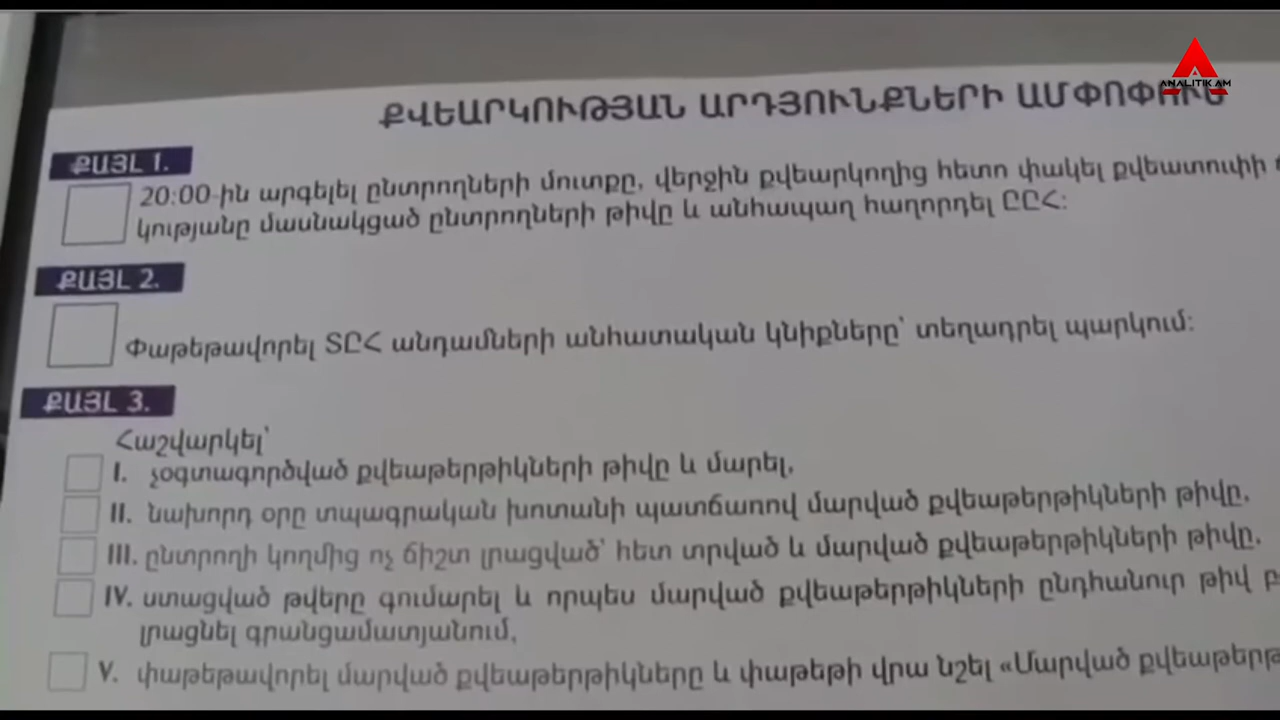 ANALITIK.AM
ՔՎԵԱՐԿՈՒԹՅԱՆ ԱՐԴՅՈՒՆՔՆԵՐԻ ԱՄՓՈՓՈՒՄ
ՔԱՅԼ 1.
20:00-ին արգելել ընտրողների մուտքը, վերջին քվեարկողից հետո փակել քվեատուփի
կությանը մասնակցած ընտրողների թիվը և անհապաղ հաղորդել ԸԸՀ:
ՔԱՅԼ 2.
Փաթեթավորել ՏԸՀ անդամների անհատական կնիքները՝ տեղադրել պարկում:
ՔԱՅԼ 3.
Հաշվարկել՝
I. չօգտագործված քվեաթերթիկների թիվը և մարել,
II. նախորդ օրը տպագրական խոտանի պատճառով մարված քվեաթերթիկների թիվը,
III. ընտրողի կողմից ոչ ճիշտ լրացված՝ հետ տրված և մարված քվեաթերթիկների թիվը,
IV. ստացված թվերը գումարել և որպես մարված քվեաթերթիկների ընդհանուր թիվ
լրացնել գրանցամատյանում,
V. փաթեթավորել մարված քվեաթերթիկները և փաթեթի վրա նշել «Մարված քվեաթերթ